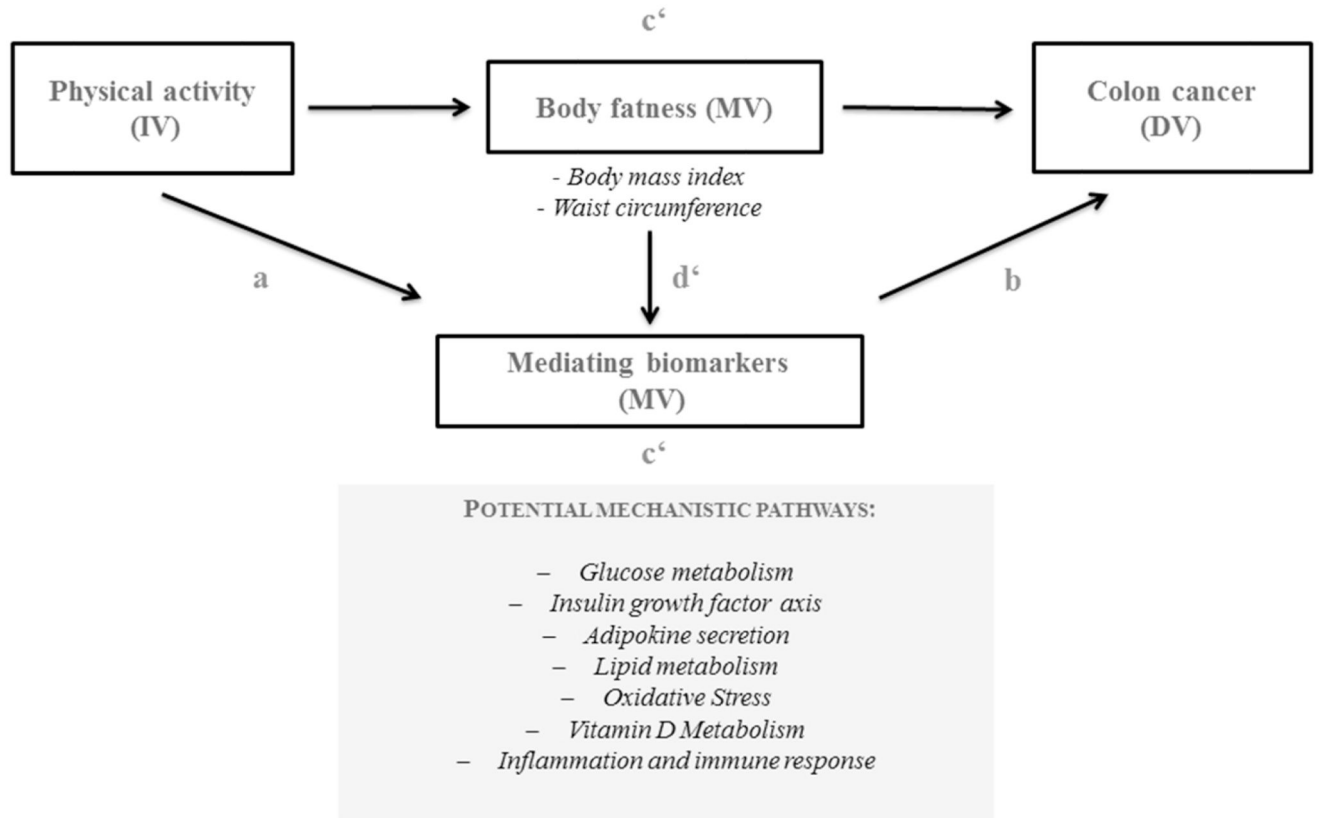 c‘
Physical activity
(IV)
Body fatness (MV)
Colon cancer
(DV)
- Body mass index
- Waist circumference
a
d‘
b
Mediating biomarkers
(MV)
c‘
POTENTIAL MECHANISTIC PATHWAYS:
– Glucose metabolism
– Insulin growth factor axis
– Adipokine secretion
– Lipid metabolism
– Oxidative Stress
– Vitamin D Metabolism
– Inflammation and immune response